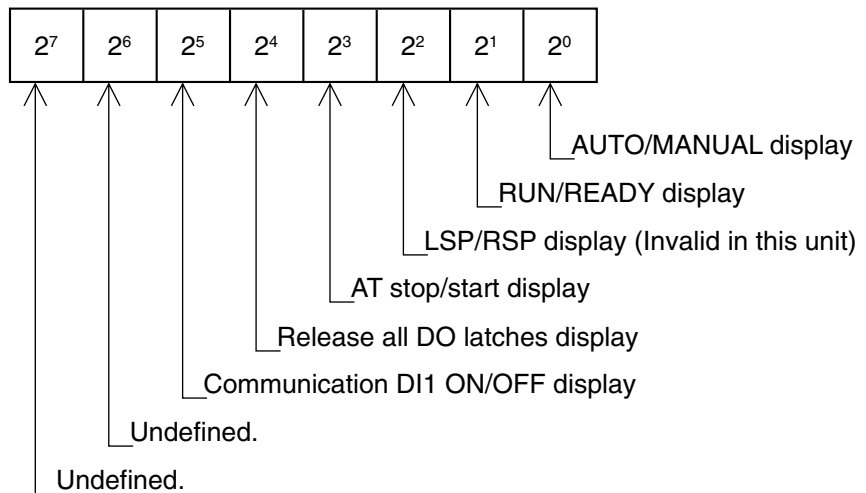 2⁷ 2⁶ 2⁵ 2⁴ 2³ 2² 2¹ 2⁰
AUTO/MANUAL display
RUN/READY display
LSP/RSP display (Invalid in this unit)
AT stop/start display
Release all DO latches display
Communication DI1 ON/OFF display
Undefined.
Undefined.